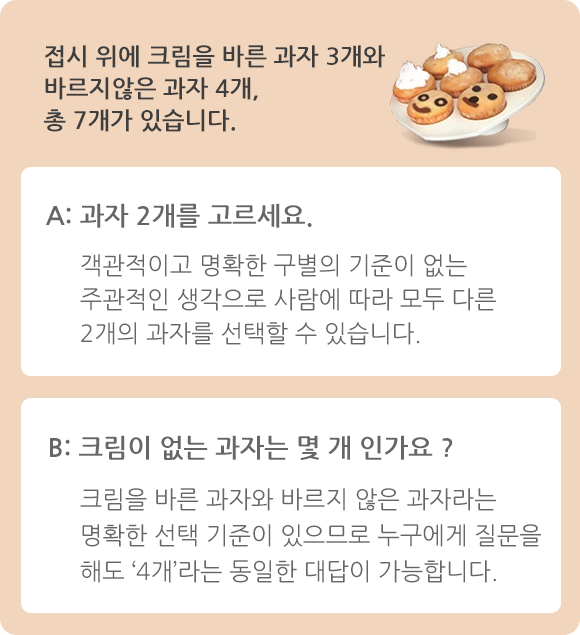 접시 위에 크림을 바른 과자 3개와
바르지않은 과자 4개,
총 7개가 있습니다.
A: 과자 2개를 고르세요.
객관적이고 명확한 구별의 기준이 없는
주관적인 생각으로 사람에 따라 모두 다른
2개의 과자를 선택할 수 있습니다.
B: 크림이 없는 과자는 몇 개 인가요 ?
크림을 바른 과자와 바르지 않은 과자라는
명확한 선택 기준이 있으므로 누구에게 질문을
해도 ‘4개’라는 동일한 대답이 가능합니다.